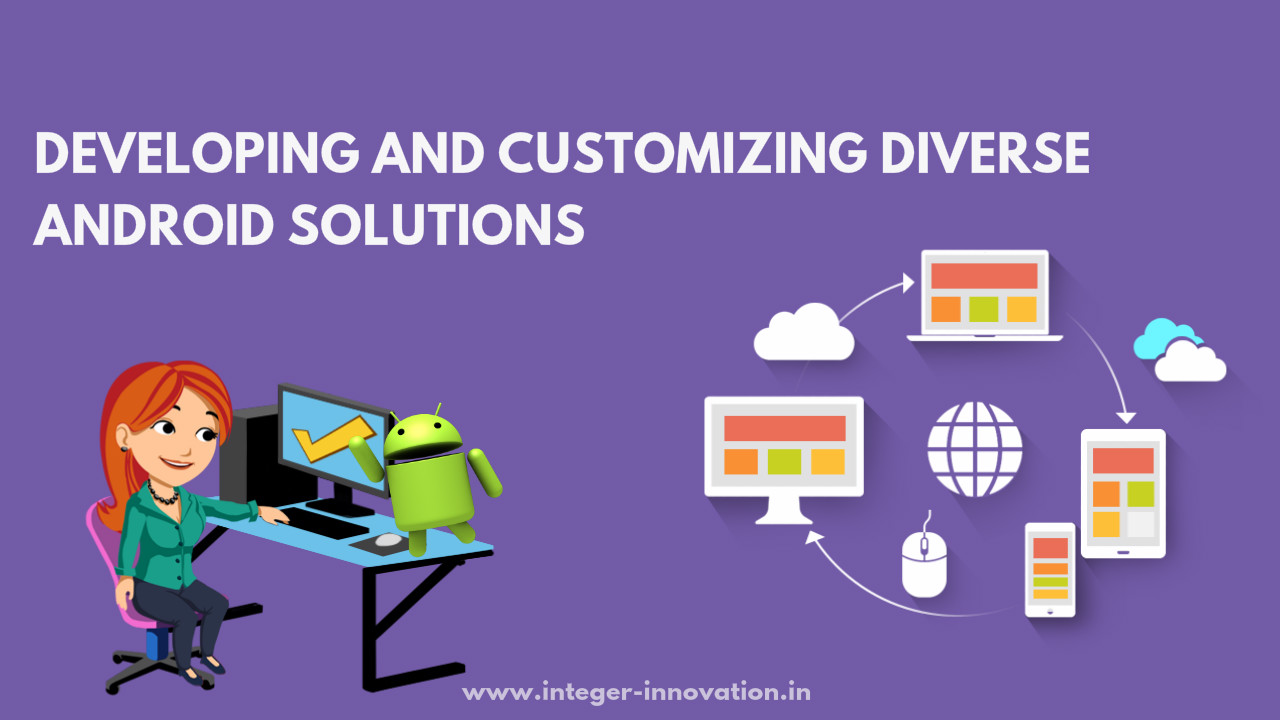 DEVELOPING AND CUSTOMIZING DIVERSE
ANDROID SOLUTIONS
www.integer-innovation.in